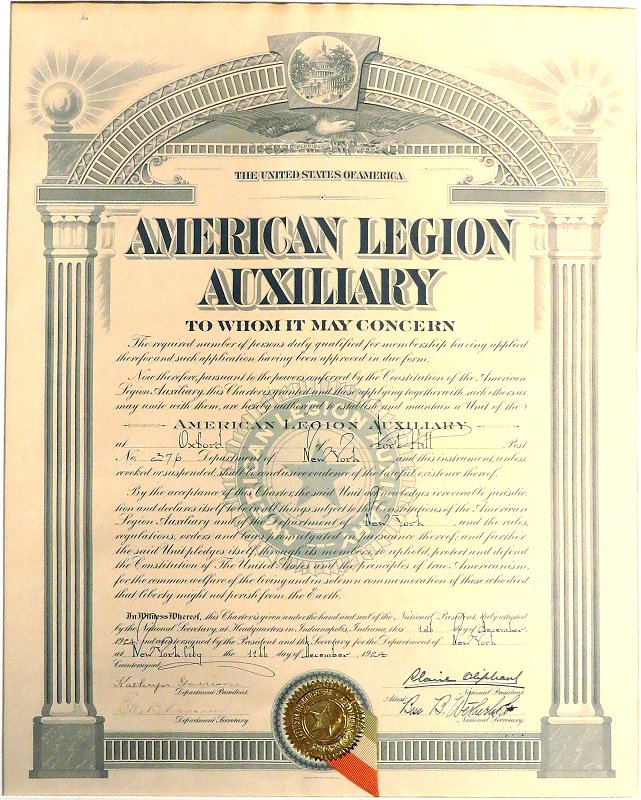 THE UNITED STATES OF AMERICA
AMERICAN LEGION
AUXILIARY
TO WHOM IT MAY CONCERN
The required number of persons duly qualified for membership having applied
therefor and such application having been approved in due form.
Now therefore, pursuant to the powers conferred by the Constitution of the American
Legion Auxiliary, this Charter is granted and those applying together with such others as
may unite with them, are hereby authorized to establish and maintain a Unit of the
AMERICAN LEGION AUXILIARY
at Oxford Fort Hill Post
No 376 Department of New York and this instrument, unless
revoked or suspended, shall be conclusive evidence of the lawful existence thereof.
By the acceptance of this Charter, the said Unit acknowledges irrevocable jurisdic
tion and declares itself to be in all things subject to the Constitutions of the American
Legion Auxiliary and of the Department of New York and the rules,
regulations, orders and laws promulgated in pursuance thereof: and further
the said Unit pledges itself, through its members, to uphold, protect and defend
the Constitution of The United States and the principles of true Americanism,
for the common welfare of the living and in solemn commemoration of those who died
that liberty might not perish from the Earth.
In Witness Whereof, this Charter is given under the hand and seal of the National President, duly attested
by the National Secretary, at Headquarters in Indianapolis, Indiana, this 1st day of December
1924 and countersigned by the President and the Secretary for the Department of New York
at New York City the 11th day of December, 1924
Countersigned
Kathryn Garrison
Department President
Department Secretary
Claire Oliphant
National President
Attest
National Secretary